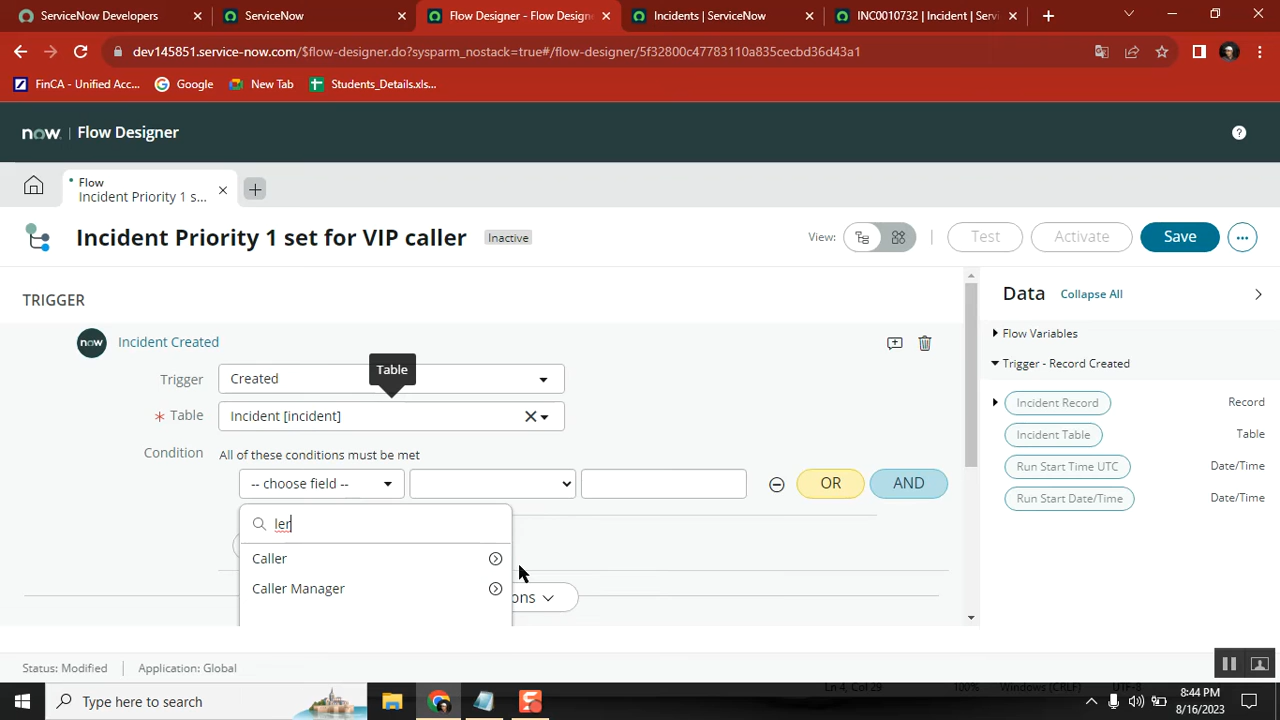 ServiceNow Developers
ServiceNow
Flow Designer - Flow Design
Incidents | ServiceNow
INC0010732 | Incident | Servi
dev145851.service-now.com/$flow-designer.do?sysparm_nostack=true#/flow-designer/5f32800c47783110a835cecbd36d43a1
FinCA - Unified Acc...
Google
New Tab
Students_Details.xls...
now. | Flow Designer
Flow
Incident Priority 1 s...
Incident Priority 1 set for VIP caller
Inactive
View:
Test
Activate
Save
TRIGGER
Data
Collapse All
now
Incident Created
Flow Variables
Table
Trigger - Record Created
Trigger
Created
* Table
Incident [incident]
Incident Record
Record
Incident Table
Table
Condition
All of these conditions must be met
Run Start Time UTC
Date/Time
-- choose field --
OR
AND
Run Start Date/Time
Date/Time
ler
Caller
Caller Manager
ons
Status: Modified
Application: Global
Ln 4, Col 29
100%
Windows (CRLF)
UTF-8
Type here to search
8:44 PM
8/16/2023